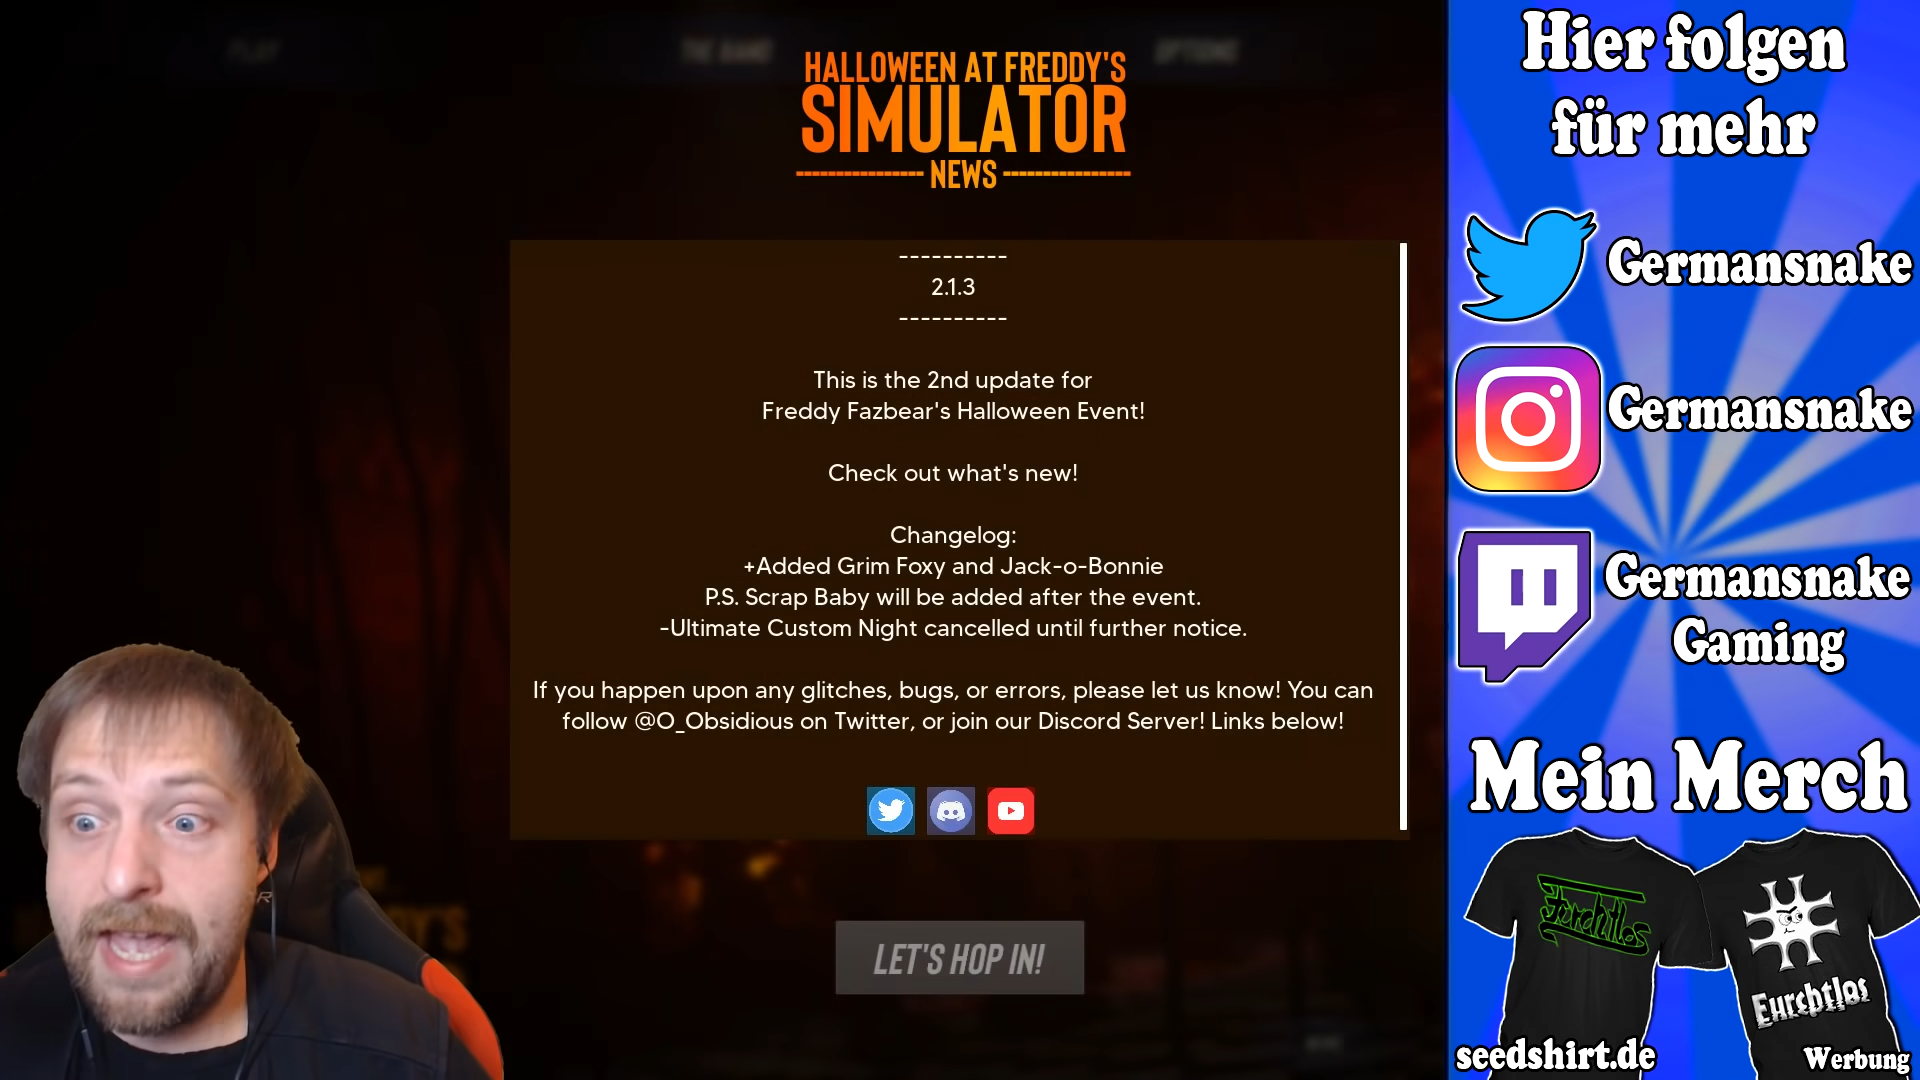 PLAY
THE BAND
OPTIONS
HALLOWEEN AT FREDDY'S
SIMULATOR
NEWS
----------
2.1.3
----------
This is the 2nd update for
Freddy Fazbear's Halloween Event!
Check out what's new!
Changelog:
+Added Grim Foxy and Jack-o-Bonnie
P.S. Scrap Baby will be added after the event.
-Ultimate Custom Night cancelled until further notice.
If you happen upon any glitches, bugs, or errors, please let us know! You can
follow @O_Obsidious on Twitter, or join our Discord Server! Links below!
LET'S HOP IN!
Hier folgen
für mehr
Germansnake
Germansnake
Germansnake
Gaming
Mein Merch
Furchtlos
Furchtlos
seedshirt.de
Werbung